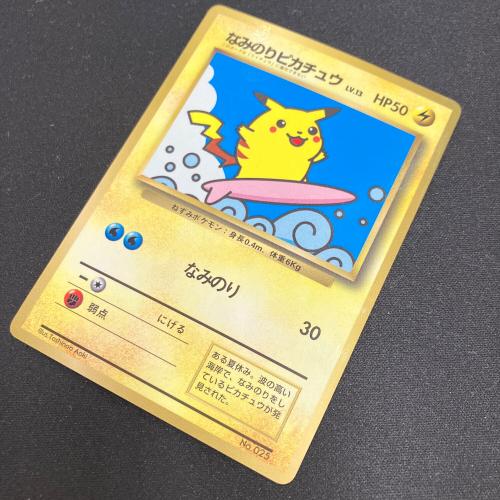 なみのりピカチュウ LV.13 HP50
ねずみポケモン：身長0.4m、体重6Kg
なみのり 30
弱点 にげる
ある夏休み。波の高い
海岸で、なみのりをし
ているピカチュウが発
見された。
Illus.Toshinao Aoki
No.025